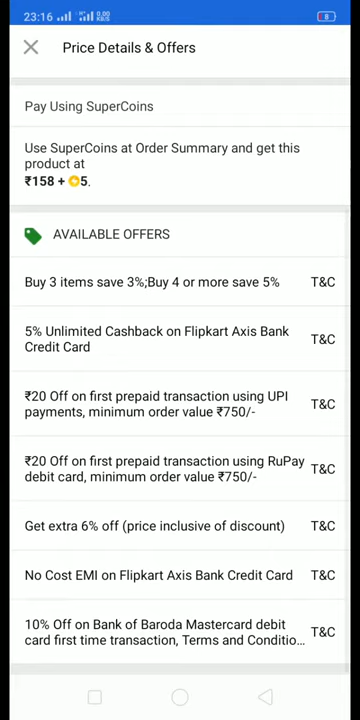 23:16 0.00 KB/S 8
Price Details & Offers
Pay Using SuperCoins
Use SuperCoins at Order Summary and get this
product at
₹158 + 5.
AVAILABLE OFFERS
Buy 3 items save 3%;Buy 4 or more save 5% T&C
5% Unlimited Cashback on Flipkart Axis Bank
Credit Card T&C
₹20 Off on first prepaid transaction using UPI
payments, minimum order value ₹750/- T&C
₹20 Off on first prepaid transaction using RuPay
debit card, minimum order value ₹750/- T&C
Get extra 6% off (price inclusive of discount) T&C
No Cost EMI on Flipkart Axis Bank Credit Card T&C
10% Off on Bank of Baroda Mastercard debit
card first time transaction, Terms and Conditio... T&C